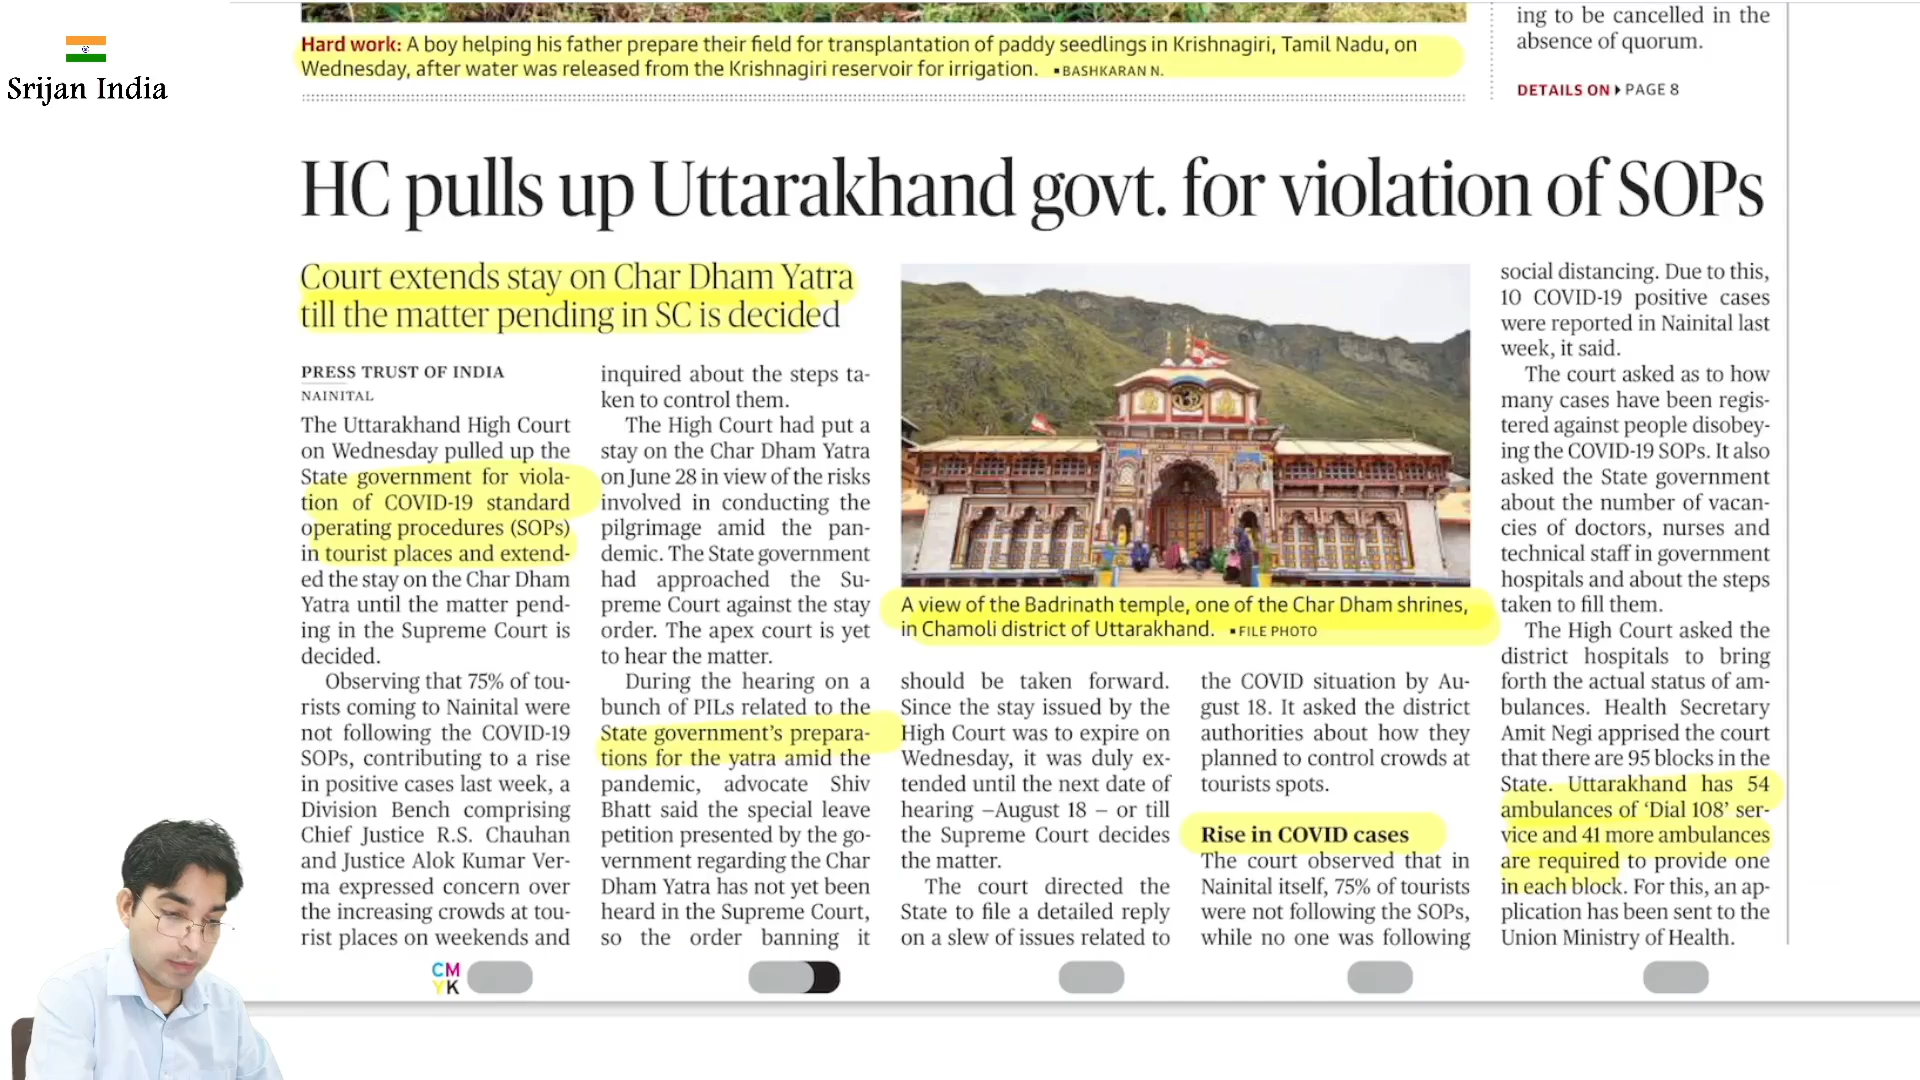 Srijan India
Hard work: A boy helping his father prepare their field for transplantation of paddy seedlings in Krishnagiri, Tamil Nadu, on
Wednesday, after water was released from the Krishnagiri reservoir for irrigation. ▪BASHKARAN N.
ing to be cancelled in the
absence of quorum.
DETAILS ON PAGE 8
HC pulls up Uttarakhand govt. for violation of SOPs
Court extends stay on Char Dham Yatra
till the matter pending in SC is decided
PRESS TRUST OF INDIA
NAINITAL
The Uttarakhand High Court
on Wednesday pulled up the
State government for viola-
tion of COVID-19 standard
operating procedures (SOPs)
in tourist places and extend-
ed the stay on the Char Dham
Yatra until the matter pend-
ing in the Supreme Court is
decided.
Observing that 75% of tou-
rists coming to Nainital were
not following the COVID-19
SOPs, contributing to a rise
in positive cases last week, a
Division Bench comprising
Chief Justice R.S. Chauhan
and Justice Alok Kumar Ver-
ma expressed concern over
the increasing crowds at tou-
rist places on weekends and
inquired about the steps ta-
ken to control them.
The High Court had put a
stay on the Char Dham Yatra
on June 28 in view of the risks
involved in conducting the
pilgrimage amid the pan-
demic. The State government
had approached the Su-
preme Court against the stay
order. The apex court is yet
to hear the matter.
During the hearing on a
bunch of PILs related to the
State government's prepara-
tions for the yatra amid the
pandemic, advocate Shiv
Bhatt said the special leave
petition presented by the go-
vernment regarding the Char
Dham Yatra has not yet been
heard in the Supreme Court,
so the order banning it
A view of the Badrinath temple, one of the Char Dham shrines,
in Chamoli district of Uttarakhand. ▪FILE PHOTO
should be taken forward.
Since the stay issued by the
High Court was to expire on
Wednesday, it was duly ex-
tended until the next date of
hearing –August 18 – or till
the Supreme Court decides
the matter.
The court directed the
State to file a detailed reply
on a slew of issues related to
the COVID situation by Au-
gust 18. It asked the district
authorities about how they
planned to control crowds at
tourists spots.
Rise in COVID cases
The court observed that in
Nainital itself, 75% of tourists
were not following the SOPs,
while no one was following
social distancing. Due to this,
10 COVID-19 positive cases
were reported in Nainital last
week, it said.
The court asked as to how
many cases have been regis-
tered against people disobey-
ing the COVID-19 SOPs. It also
asked the State government
about the number of vacan-
cies of doctors, nurses and
technical staff in government
hospitals and about the steps
taken to fill them.
The High Court asked the
district hospitals to bring
forth the actual status of am-
bulances. Health Secretary
Amit Negi apprised the court
that there are 95 blocks in the
State. Uttarakhand has 54
ambulances of 'Dial 108' ser-
vice and 41 more ambulances
are required to provide one
in each block. For this, an ap-
plication has been sent to the
Union Ministry of Health.
CM
YK